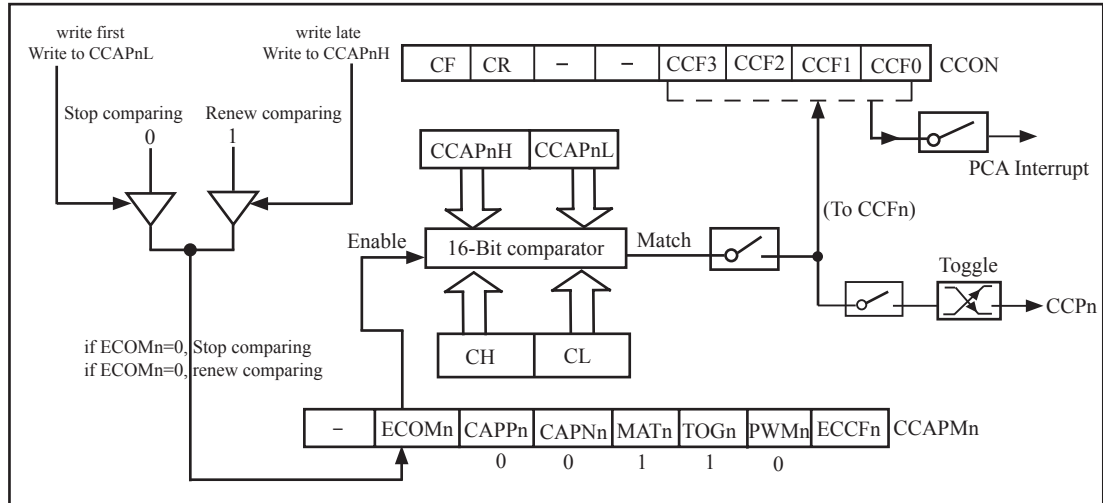 write first
Write to CCAPnL
write late
Write to CCAPnH
CF CR – – CCF3 CCF2 CCF1 CCF0 CCON
Stop comparing
0
Renew comparing
1
PCA Interrupt
CCAPnH CCAPnL
(To CCFn)
Enable
16-Bit comparator
Match
Toggle
CCPn
CH CL
if ECOMn=0, Stop comparing
if ECOMn=0, renew comparing
– ECOMn CAPPn CAPNn MATn TOGn PWMn ECCFn CCAPMn
0 0 1 1 0